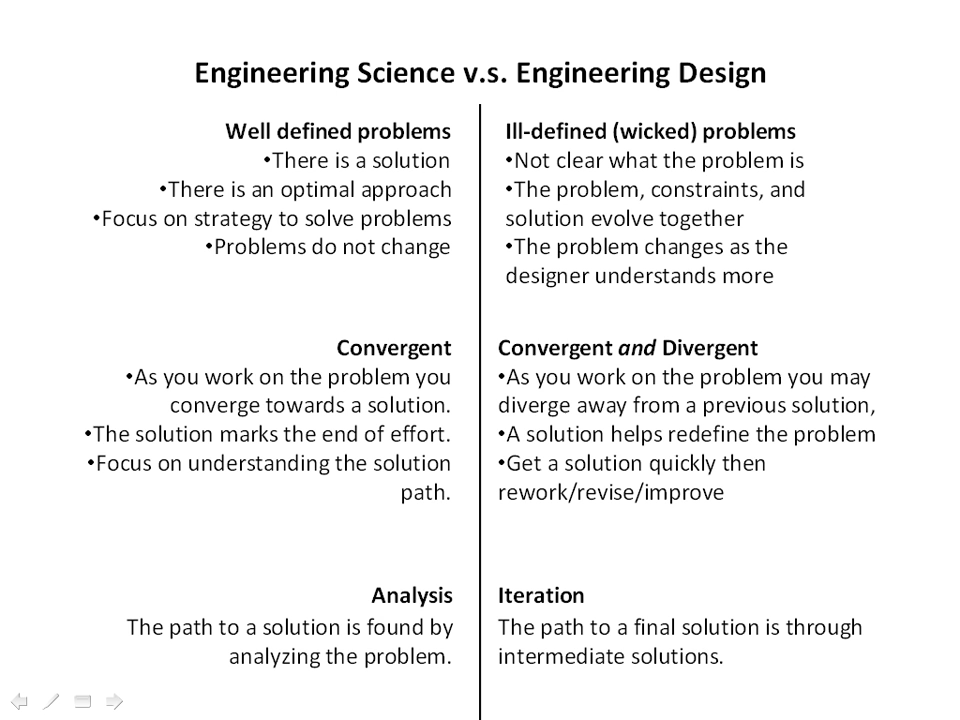 Engineering Science v.s. Engineering Design
Well defined problems
•There is a solution
•There is an optimal approach
•Focus on strategy to solve problems
•Problems do not change
Convergent
•As you work on the problem you
converge towards a solution.
•The solution marks the end of effort.
•Focus on understanding the solution
path.
Analysis
The path to a solution is found by
analyzing the problem.
Ill-defined (wicked) problems
•Not clear what the problem is
•The problem, constraints, and
solution evolve together
•The problem changes as the
designer understands more
Convergent and Divergent
•As you work on the problem you may
diverge away from a previous solution,
•A solution helps redefine the problem
•Get a solution quickly then
rework/revise/improve
Iteration
The path to a final solution is through
intermediate solutions.